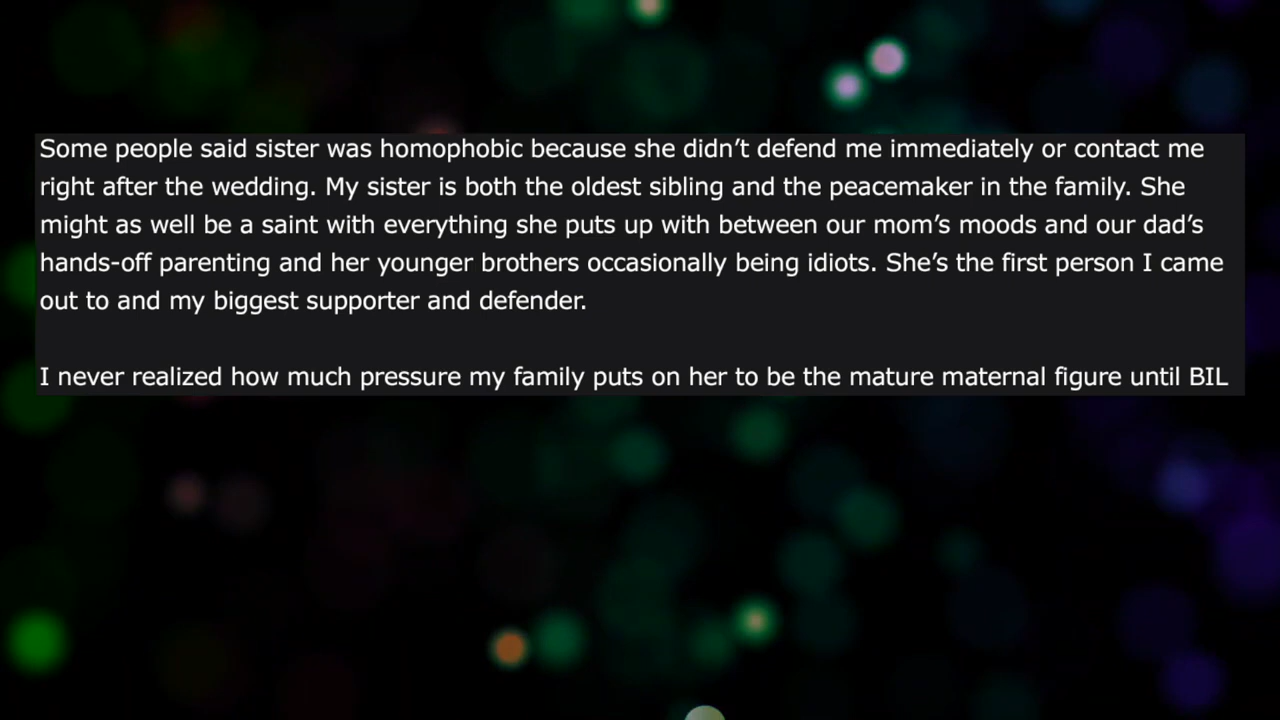 Some people said sister was homophobic because she didn’t defend me immediately or contact me
right after the wedding. My sister is both the oldest sibling and the peacemaker in the family. She
might as well be a saint with everything she puts up with between our mom’s moods and our dad’s
hands-off parenting and her younger brothers occasionally being idiots. She’s the first person I came
out to and my biggest supporter and defender.
I never realized how much pressure my family puts on her to be the mature maternal figure until BIL